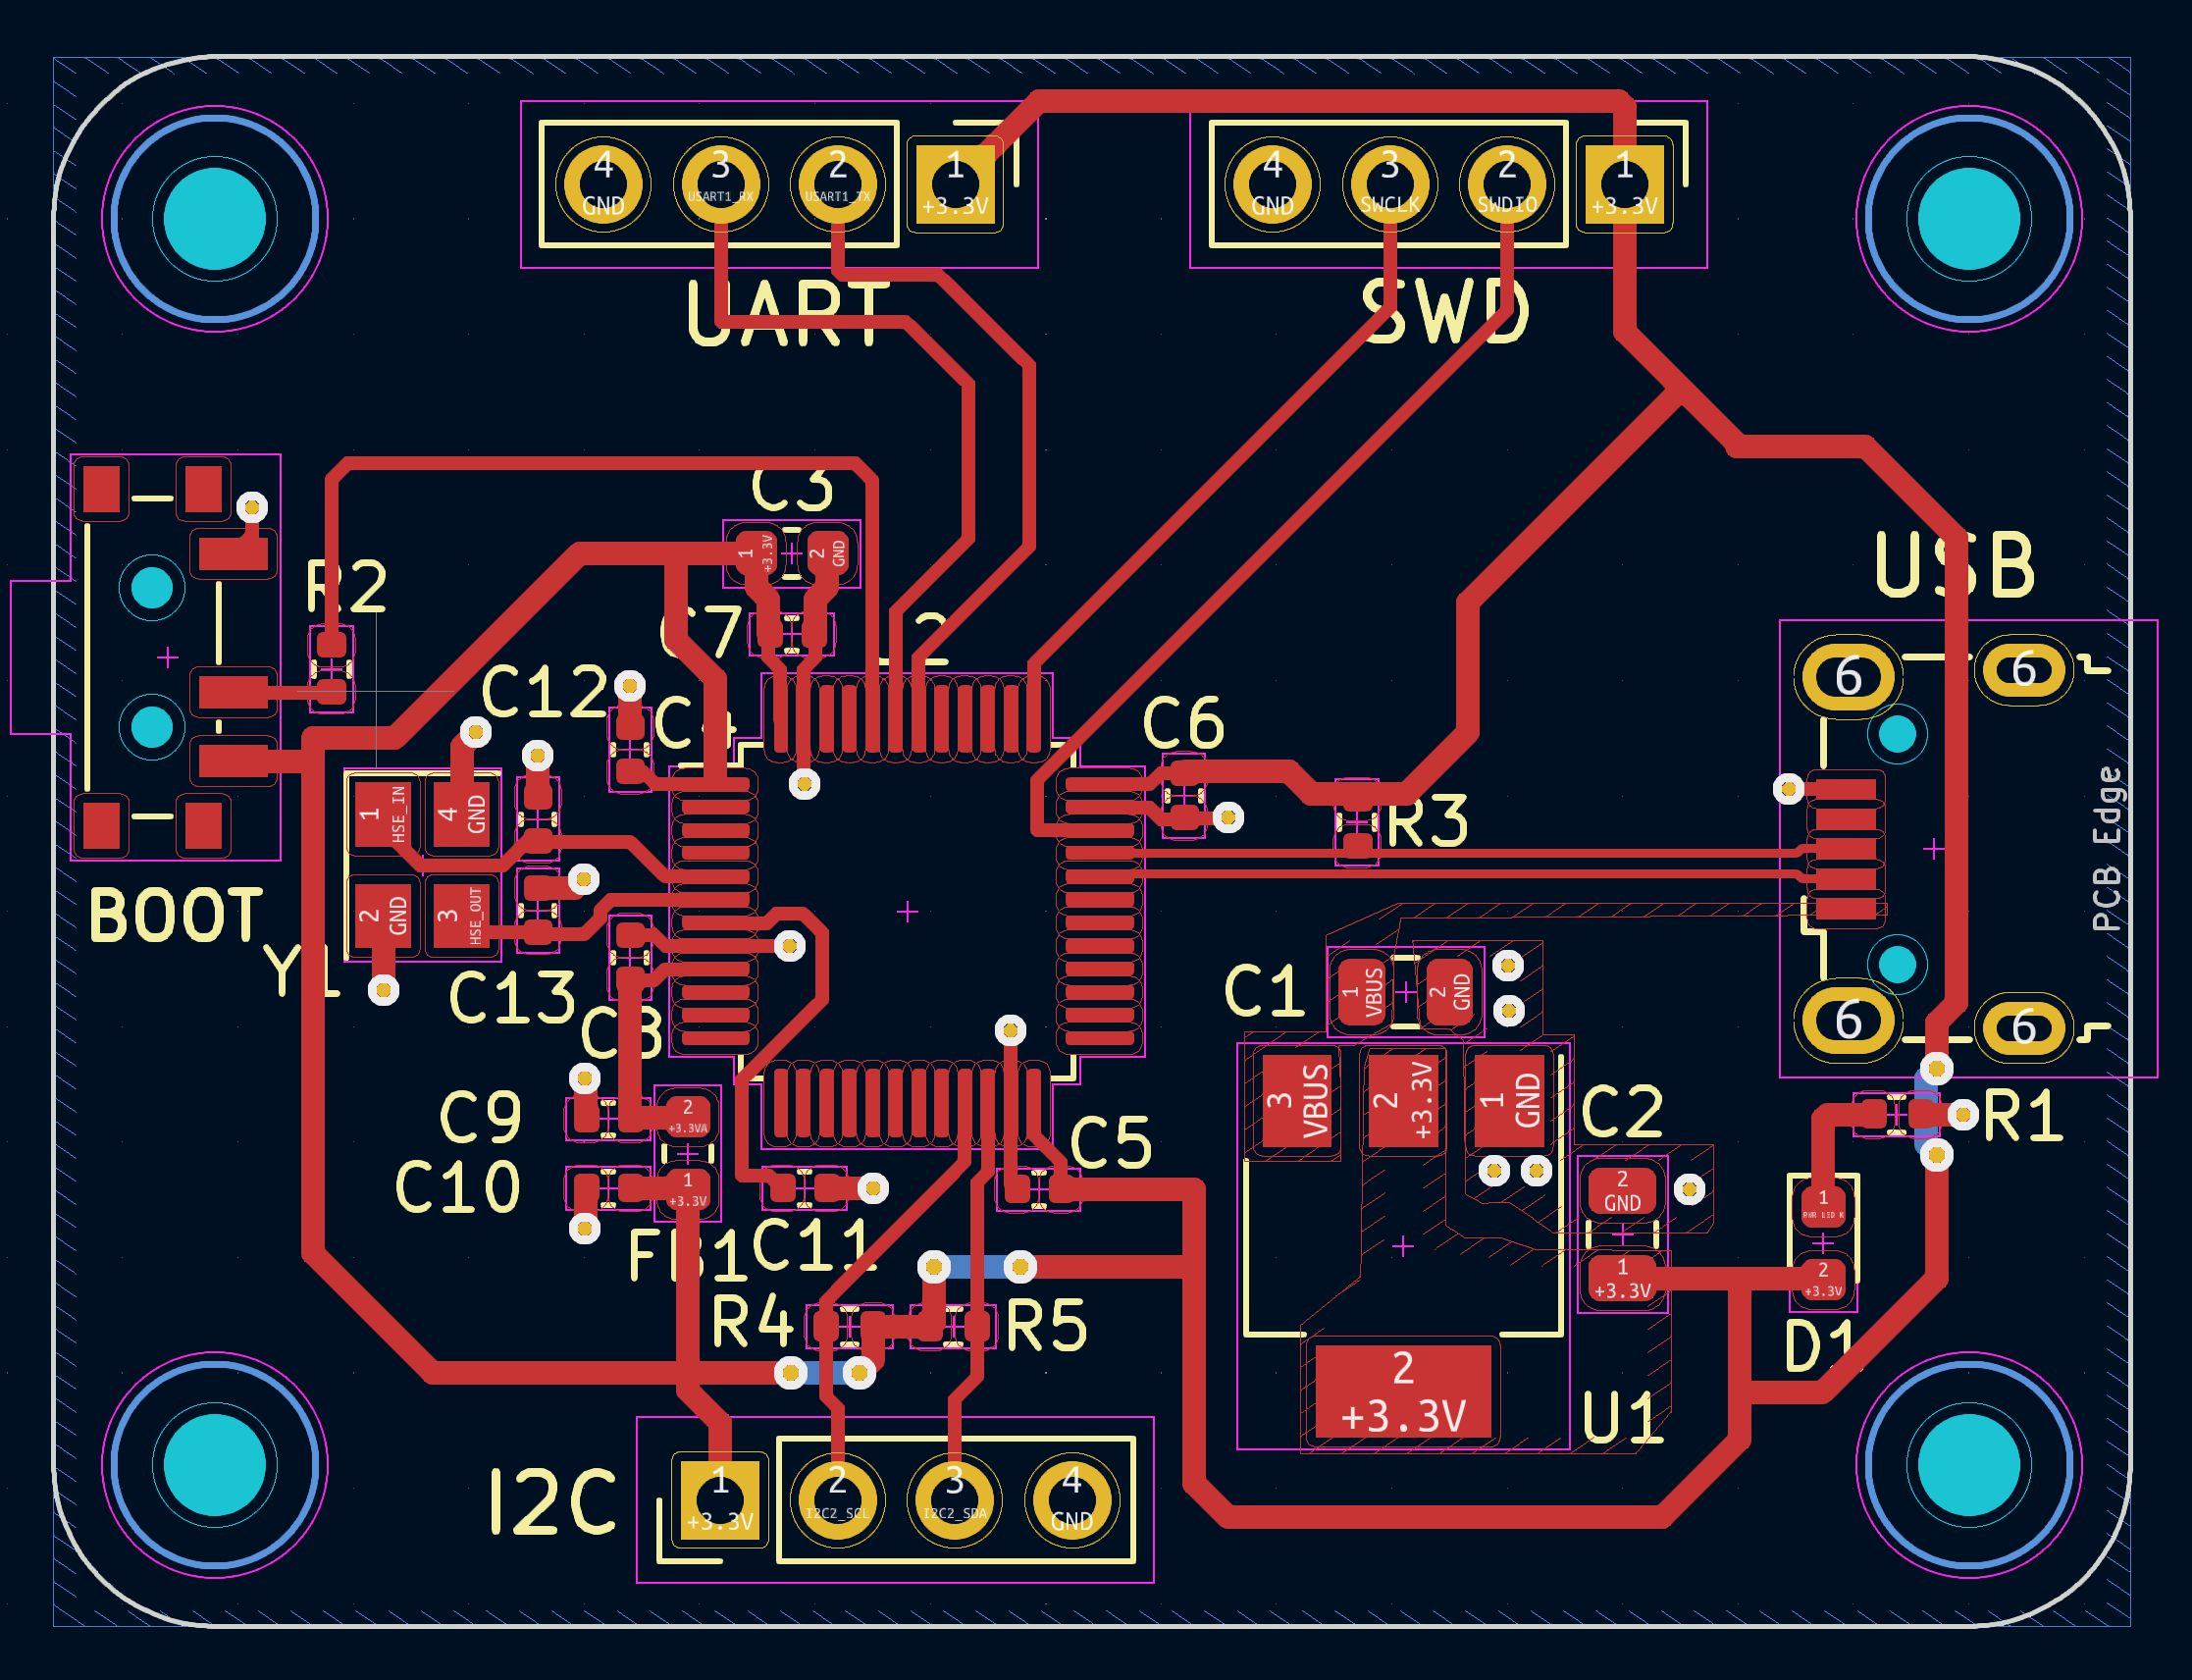 4 3 2 1
GND USART1_RX USART1_TX +3.3V
4 3 2 1
GND SWCLK SWDIO +3.3V
UART
SWD
C3
1
+3.3V
2
GND
USB
R2
C7
C12
C4
C6
6
6
1
HSE_IN
4
GND
R3
PCB Edge
BOOT
2
GND
3
HSE_OUT
Y1
C13
C1
1
VBUS
2
GND
6
6
C8
C9
2
+3.3VA
C5
3
VBUS
2
+3.3V
1
GND
C2
R1
C10
1
+3.3V
2
GND
1
PWR LED K
FB1
C11
1
+3.3V
2
+3.3V
R4
R5
D1
2
+3.3V
U1
I2C
1 2 3 4
+3.3V I2C2_SCL I2C2_SDA GND